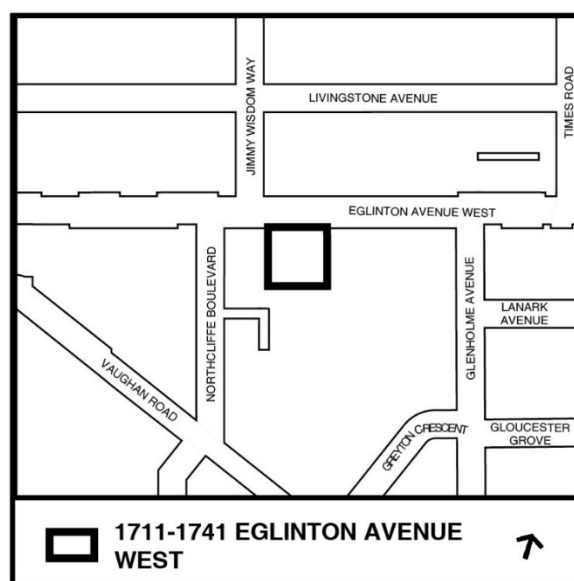 JIMMY WISDOM WAY
LIVINGSTONE AVENUE
TIMES ROAD
EGLINTON AVENUE WEST
NORTHCLIFFE BOULEVARD
GLENHOLME AVENUE
LANARK
AVENUE
VAUGHAN ROAD
GREYTON CRESCENT
GLOUCESTER
GROVE
1711-1741 EGLINTON AVENUE
WEST